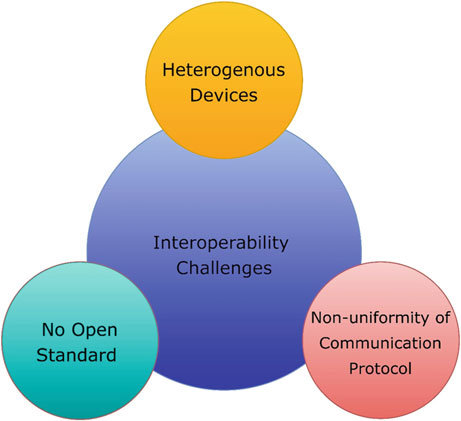 Heterogenous
Devices
Interoperability
Challenges
No Open
Standard
Non-uniformity of
Communication
Protocol